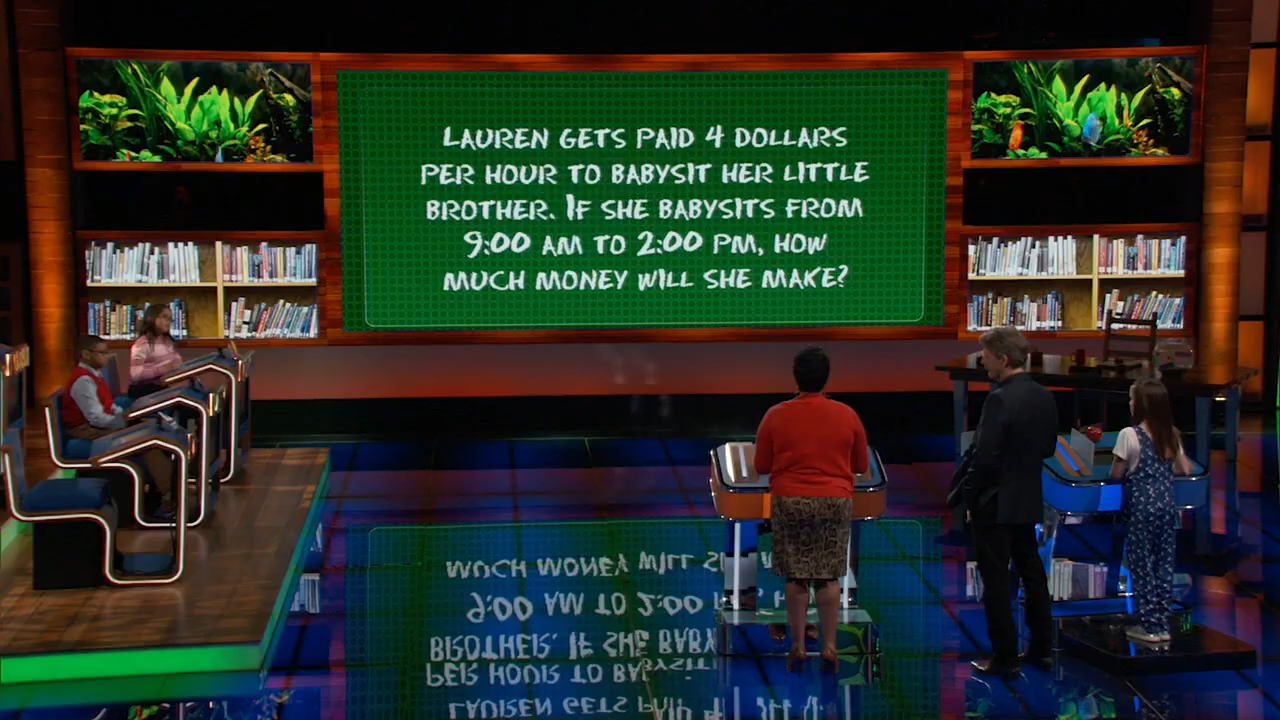 LAUREN GETS PAID 4 DOLLARS
PER HOUR TO BABYSIT HER LITTLE
BROTHER. IF SHE BABYSITS FROM
9:00 AM TO 2:00 PM, HOW
MUCH MONEY WILL SHE MAKE?